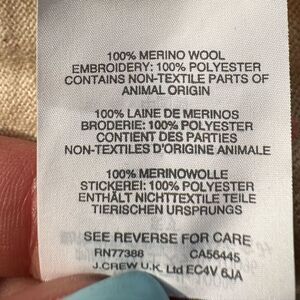 100% MERINO WOOL
EMBROIDERY: 100% POLYESTER
CONTAINS NON-TEXTILE PARTS OF
ANIMAL ORIGIN
100% LAINE DE MERINOS
BRODERIE: 100% POLYESTER
CONTIENT DES PARTIES
NON-TEXTILES D'ORIGINE ANIMALE
100% MERINOWOLLE
STICKEREI: 100% POLYESTER
ENTHÄLT NICHTTEXTILE TEILE
TIERISCHEN URSPRUNGS
SEE REVERSE FOR CARE
RN77388 CA56445
J.CREW U.K. Ltd EC4V 6JA